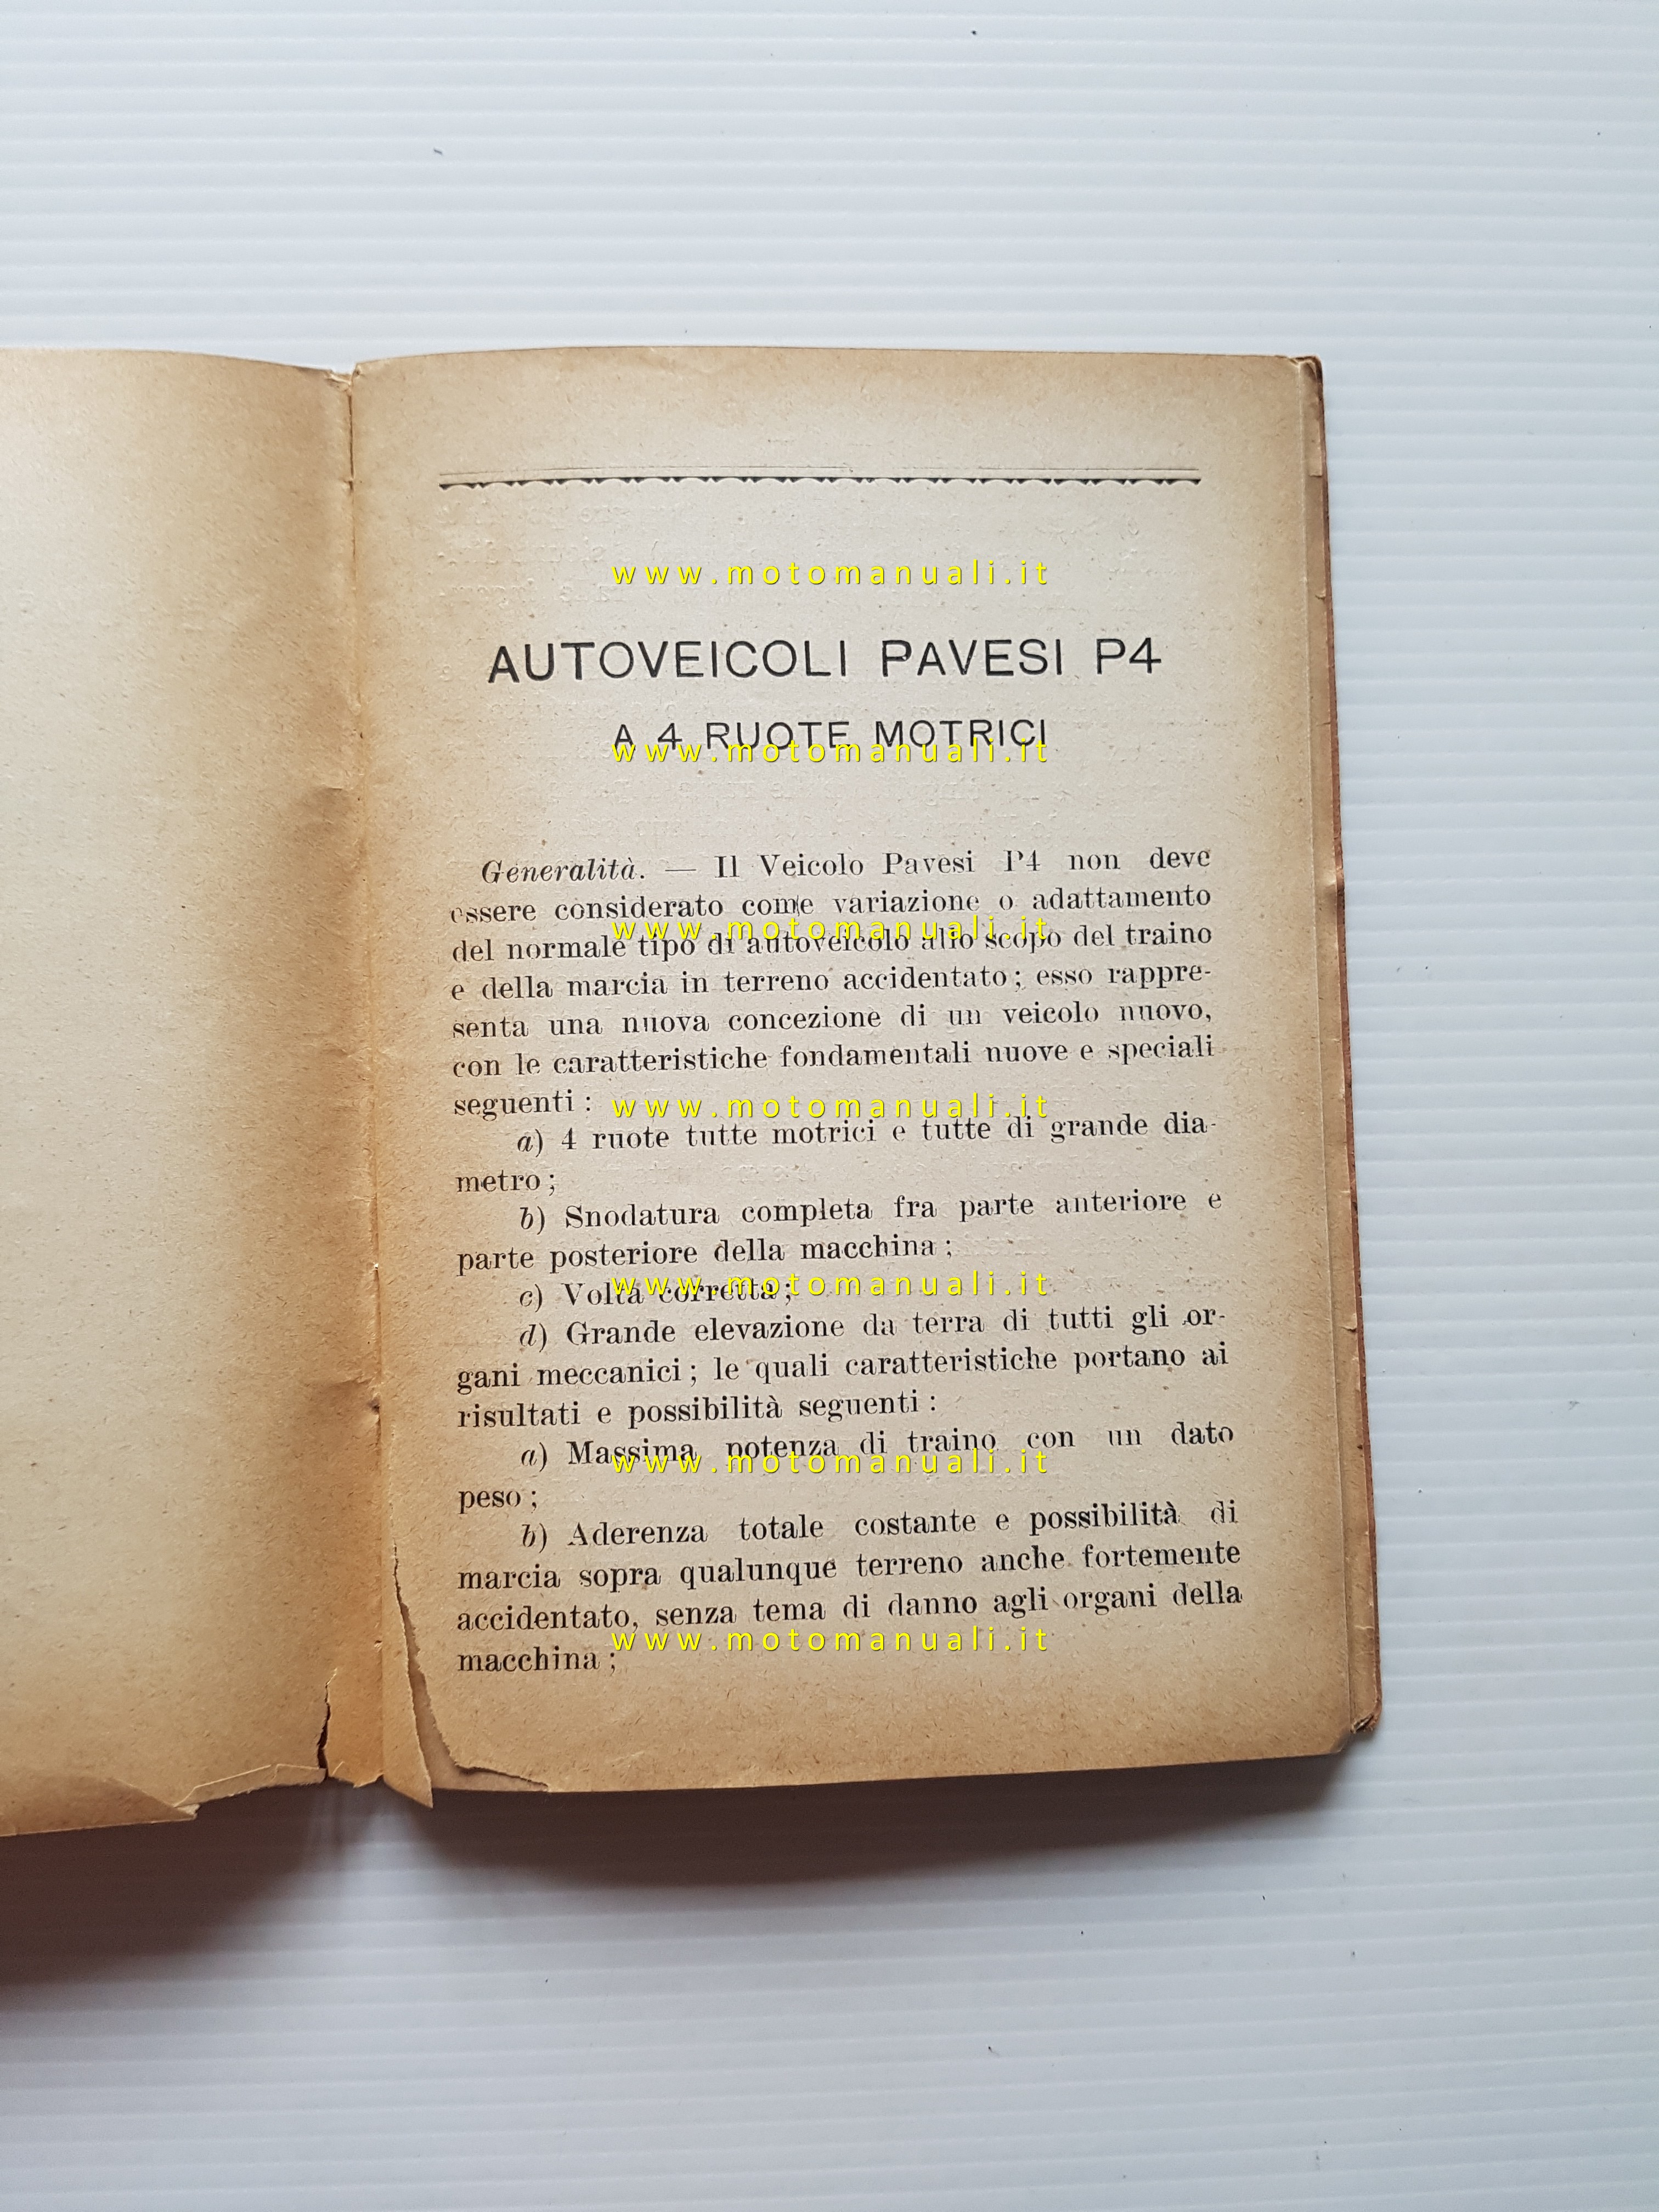 www.motomanuali.it
AUTOVEICOLI PAVESI P4
A 4 RUOTE MOTRICI
www.motomanuali.it
Generalità. — Il Veicolo Pavesi P4 non deve
essere considerato come variazione o adattamento
www.motomanuali.it
del normale tipo di autoveicolo allo scopo del traino
e della marcia in terreno accidentato; esso rappre-
senta una nuova concezione di un veicolo nuovo,
con le caratteristiche fondamentali nuove e speciali
seguenti:
www.motomanuali.it
a) 4 ruote tutte motrici e tutte di grande dia-
metro;
b) Snodatura completa fra parte anteriore e
parte posteriore della macchina;
www.motomanuali.it
c) Volta corretta;
d) Grande elevazione da terra di tutti gli or-
gani meccanici; le quali caratteristiche portano ai
risultati e possibilità seguenti:
a) Massima potenza di traino con un dato
www.motomanuali.it
peso;
b) Aderenza totale costante e possibilità di
marcia sopra qualunque terreno anche fortemente
accidentato, senza tema di danno agli organi della
www.motomanuali.it
macchina;